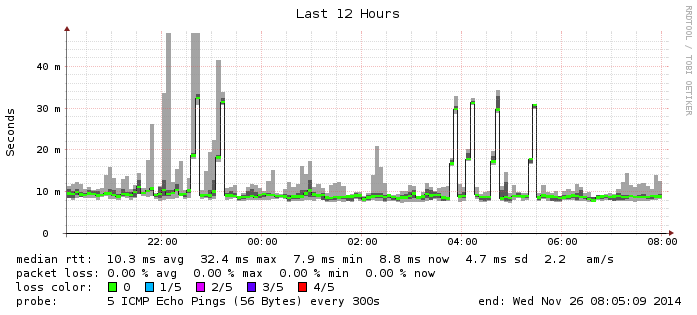 Last 12 Hours
RRDTOOL / TOBI OETIKER
Seconds
40 m
30 m
20 m
10 m
0
22:00 00:00 02:00 04:00 06:00 08:00
median rtt: 10.3 ms avg 32.4 ms max 7.9 ms min 8.8 ms now 4.7 ms sd 2.2 am/s
packet loss: 0.00 % avg 0.00 % max 0.00 % min 0.00 % now
loss color: 0 1/5 2/5 3/5 4/5
probe: 5 ICMP Echo Pings (56 Bytes) every 300s end: Wed Nov 26 08:05:09 2014